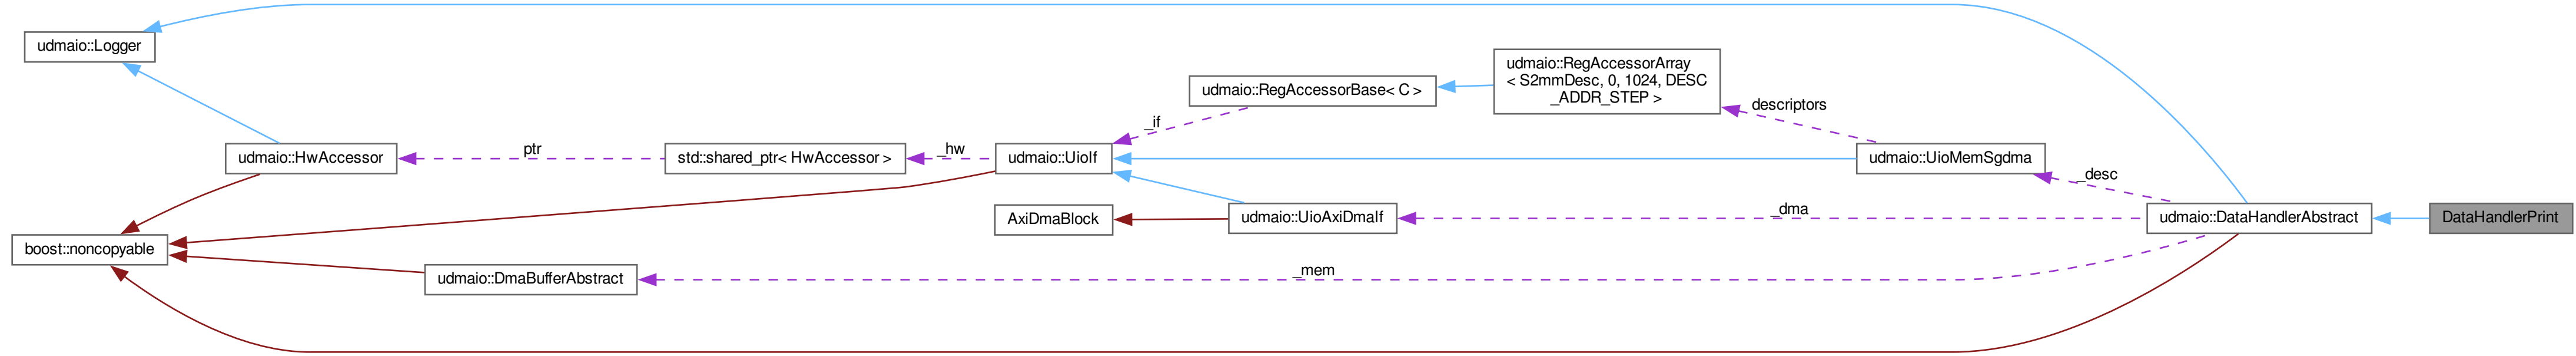 udmaio::Logger
udmaio::RegAccessorArray
< S2mmDesc, 0, 1024, DESC
_ADDR_STEP >
udmaio::RegAccessorBase< C >
descriptors
_if
udmaio::HwAccessor
ptr
std::shared_ptr< HwAccessor >
_hw
udmaio::UioIf
udmaio::UioMemSgdma
_desc
AxiDmaBlock
udmaio::UioAxiDmaIf
_dma
udmaio::DataHandlerAbstract
DataHandlerPrint
boost::noncopyable
udmaio::DmaBufferAbstract
_mem